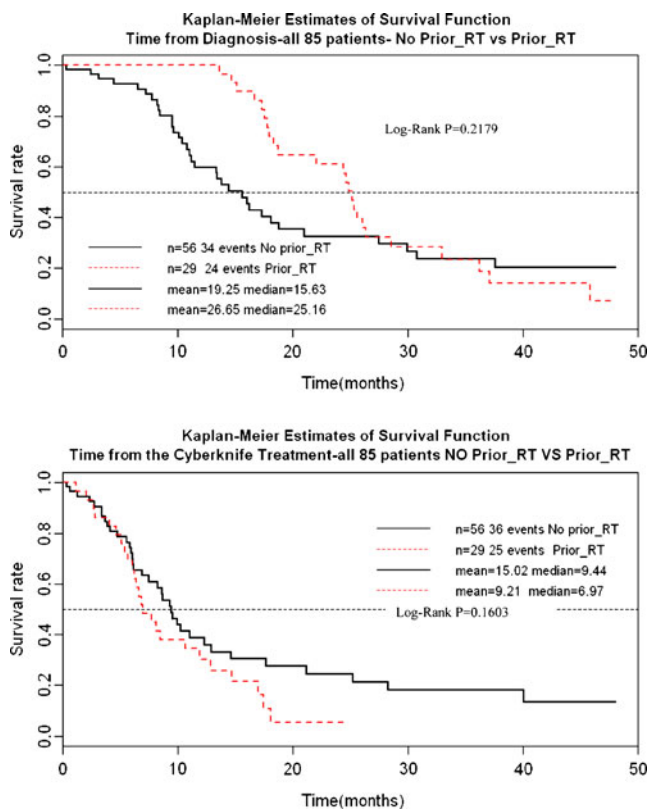 Kaplan-Meier Estimates of Survival Function
Time from Diagnosis-all 85 patients- No Prior_RT vs Prior_RT
Survival rate
1.0
0.8
0.6
0.4
0.2
0.0
Log-Rank P=0.2179
n=56 34 events No prior_RT
n=29 24 events Prior_RT
mean=19.25 median=15.63
mean=26.65 median=25.16
0 10 20 30 40 50
Time(months)
Kaplan-Meier Estimates of Survival Function
Time from the Cyberknife Treatment-all 85 patients NO Prior_RT VS Prior_RT
Survival rate
1.0
0.8
0.6
0.4
0.2
0.0
n=56 36 events No prior_RT
n=29 25 events Prior_RT
mean=15.02 median=9.44
mean=9.21 median=6.97
Log-Rank P=0.1603
0 10 20 30 40 50
Time(months)